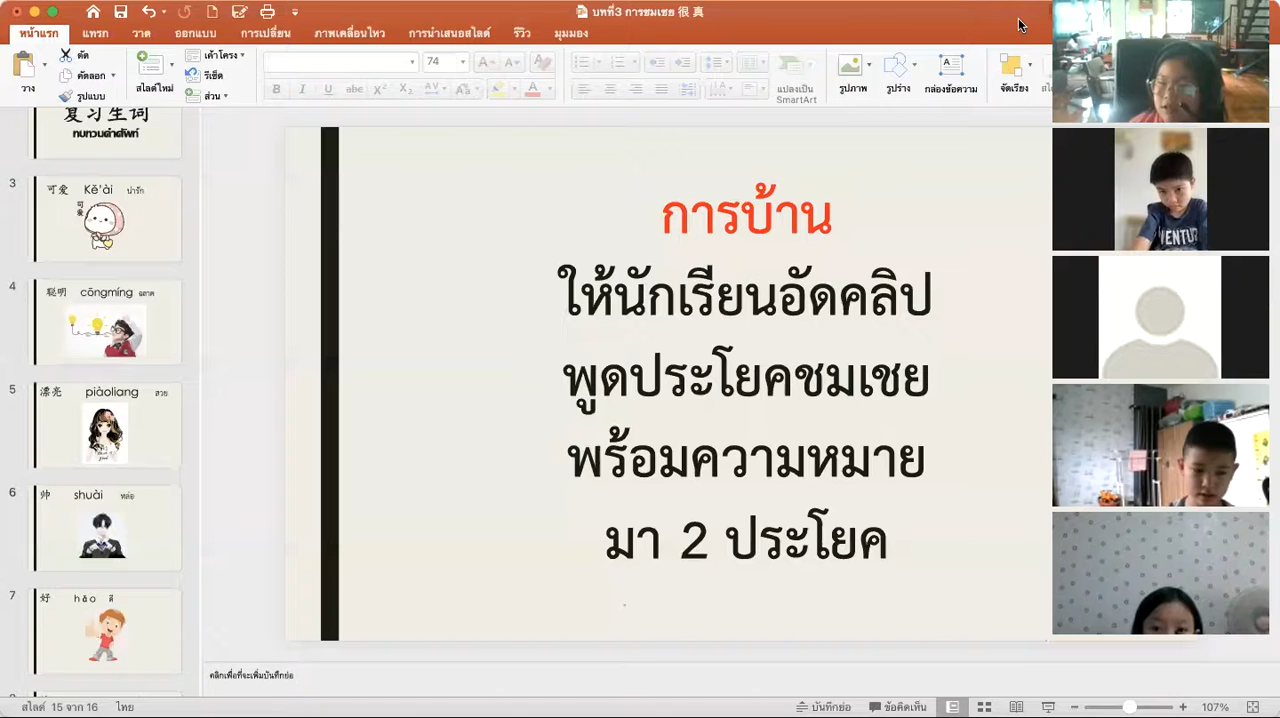 บทที่3 การชมเชย 很 真
หน้าแรก แทรก วาด ออกแบบ การเปลี่ยน ภาพเคลื่อนไหว การนำเสนอสไลด์ รีวิว มุมมอง
วาง
ตัด
คัดลอก
รูปแบบ
สไลด์ใหม่
เค้าโครง
รีเซ็ต
ส่วน
74
แปลงเป็น
SmartArt
รูปภาพ
รูปร่าง
กล่องข้อความ
จัดเรียง
复习生词
ทบทวนคำศัพท์
3
可爱 Kě'ài น่ารัก
可爱
4
聪明 cōngmíng ฉลาด
5
漂亮 piàoliang สวย
6
帅 shuài หล่อ
7
好 hǎo ดี
การบ้าน
ให้นักเรียนอัดคลิป
พูดประโยคชมเชย
พร้อมความหมาย
มา 2 ประโยค
คลิกเพื่อที่จะเพิ่มบันทึกย่อ
สไลด์ 15 จาก 16 ไทย
บันทึกย่อ ข้อคิดเห็น 107%